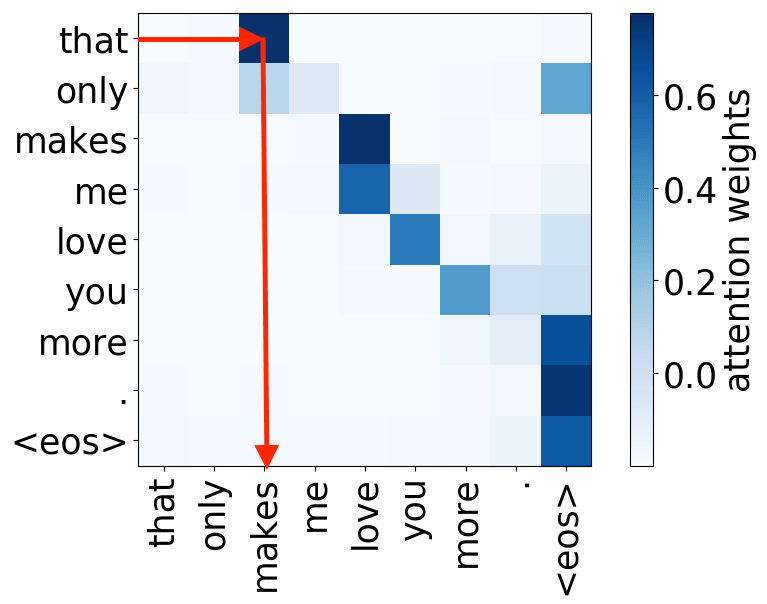 that
only
makes
me
love
you
more
.
<eos>
that
only
makes
me
love
you
more
.
<eos>
0.6
0.4
0.2
0.0
attention weights